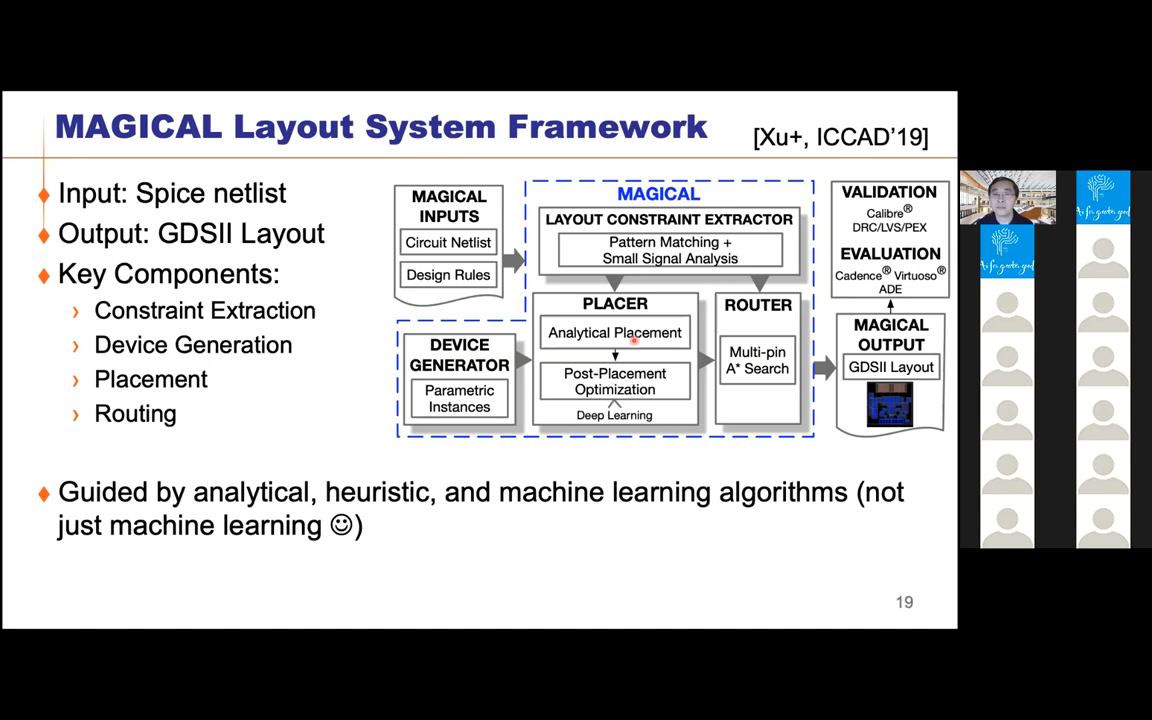 MAGICAL Layout System Framework
[Xu+, ICCAD'19]
Input: Spice netlist
Output: GDSII Layout
Key Components:
Constraint Extraction
Device Generation
Placement
Routing
MAGICAL
INPUTS
Circuit Netlist
Design Rules
DEVICE
GENERATOR
Parametric
Instances
MAGICAL
LAYOUT CONSTRAINT EXTRACTOR
Pattern Matching +
Small Signal Analysis
PLACER
Analytical Placement
Post-Placement
Optimization
Deep Learning
ROUTER
Multi-pin
A* Search
VALIDATION
Calibre®
DRC/LVS/PEX
EVALUATION
Cadence® Virtuoso®
ADE
MAGICAL
OUTPUT
GDSII Layout
Guided by analytical, heuristic, and machine learning algorithms (not
just machine learning ☺)
19